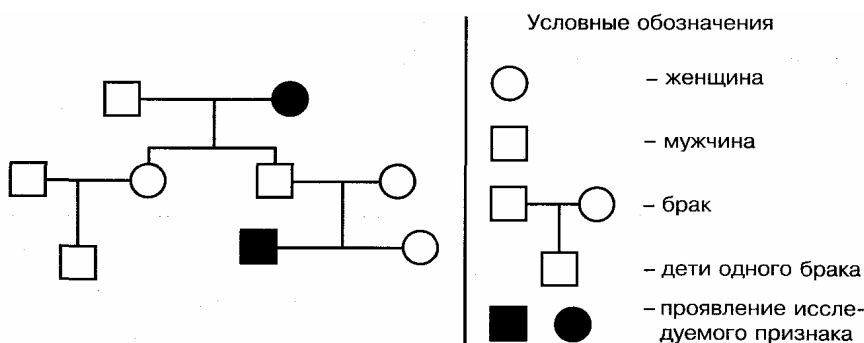 Условные обозначения
– женщина
– мужчина
– брак
– дети одного брака
– проявление иссле-
дуемого признака